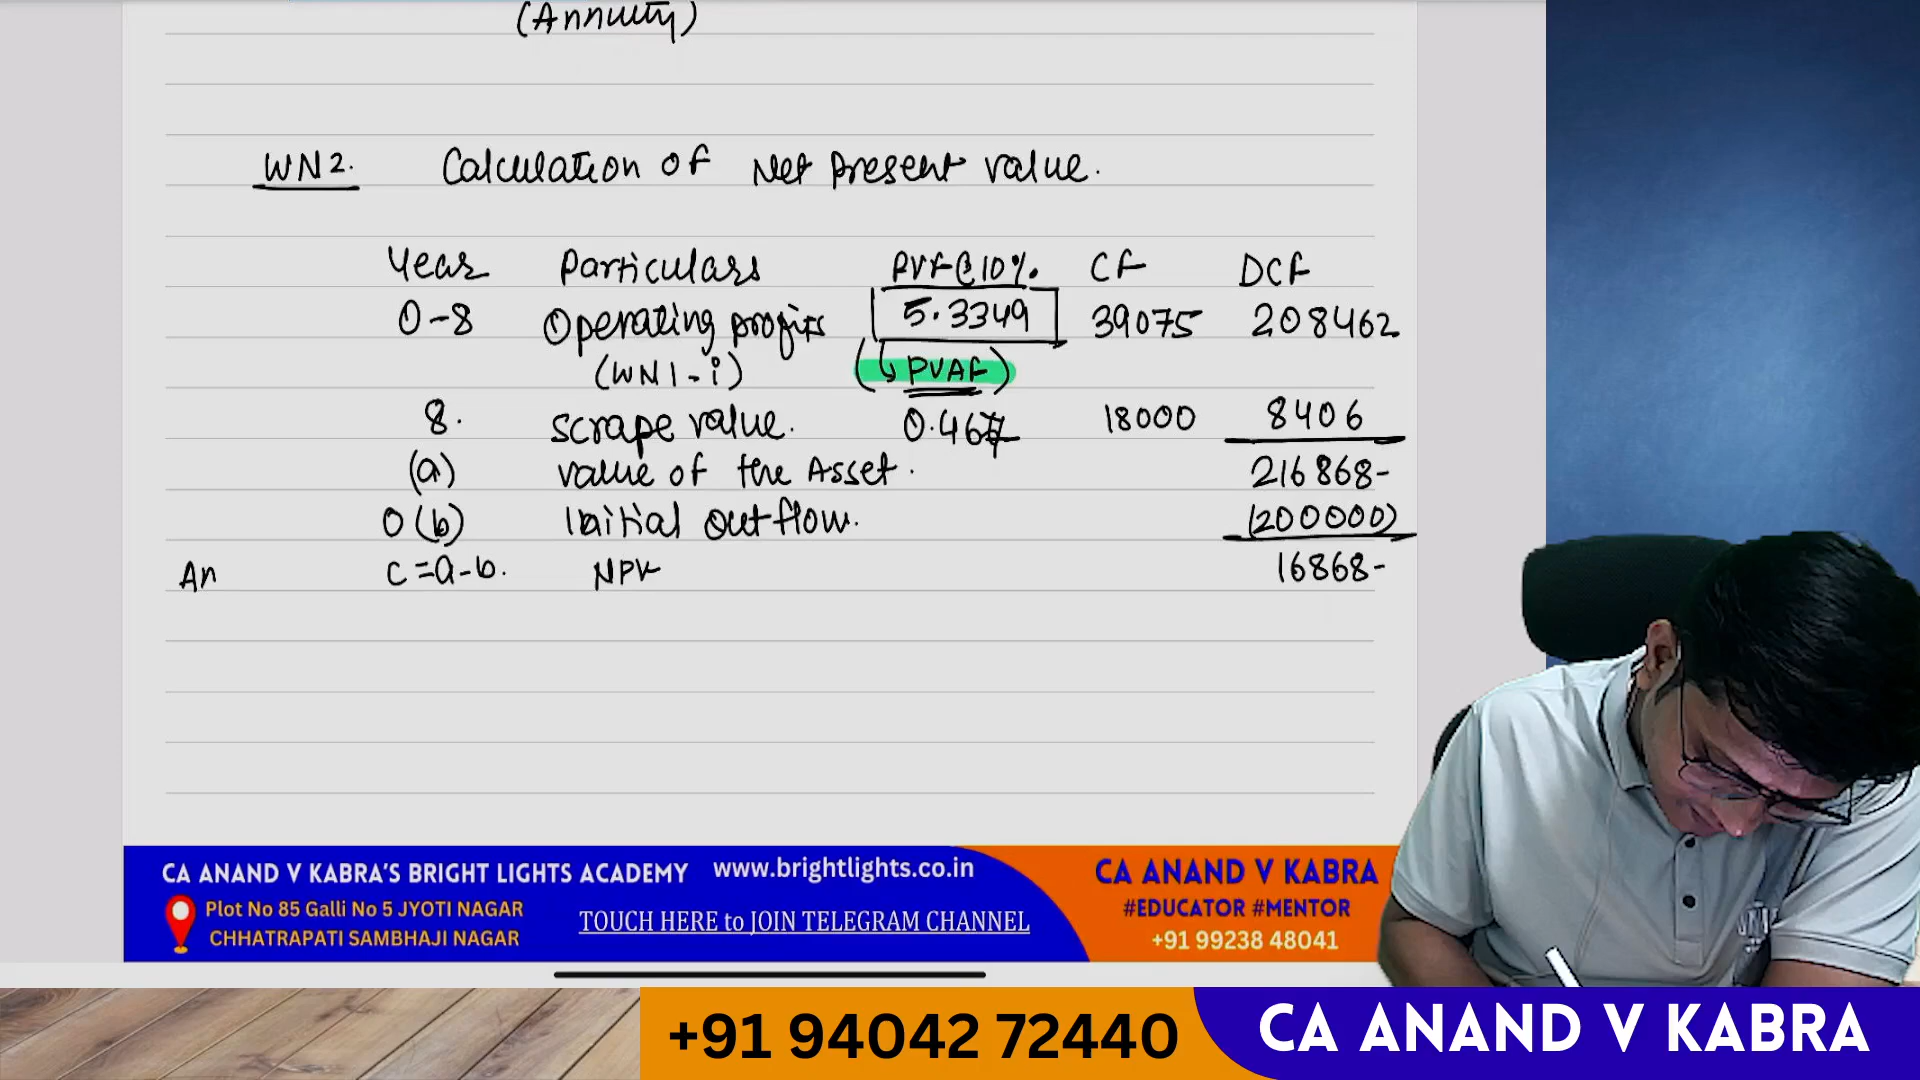 (Annuity)
WN2. Calculation of Net Present value.
Year Particulars PVF@10% CF DCF
0-8 Operating profits 5.3349 39075 208462
(WN1-i) (↳ PVAF)
8. scrape value. 0.467 18000 8406
(a) value of the Asset. 216868-
0(b) Initial outflow. (200000)
An c=a-b. NPV 16868-
CA ANAND V KABRA'S BRIGHT LIGHTS ACADEMY www.brightlights.co.in
Plot No 85 Galli No 5 JYOTI NAGAR
CHHATRAPATI SAMBHAJI NAGAR
TOUCH HERE to JOIN TELEGRAM CHANNEL
CA ANAND V KABRA
#EDUCATOR #MENTOR
+91 99238 48041
+91 94042 72440
CA ANAND V KABRA